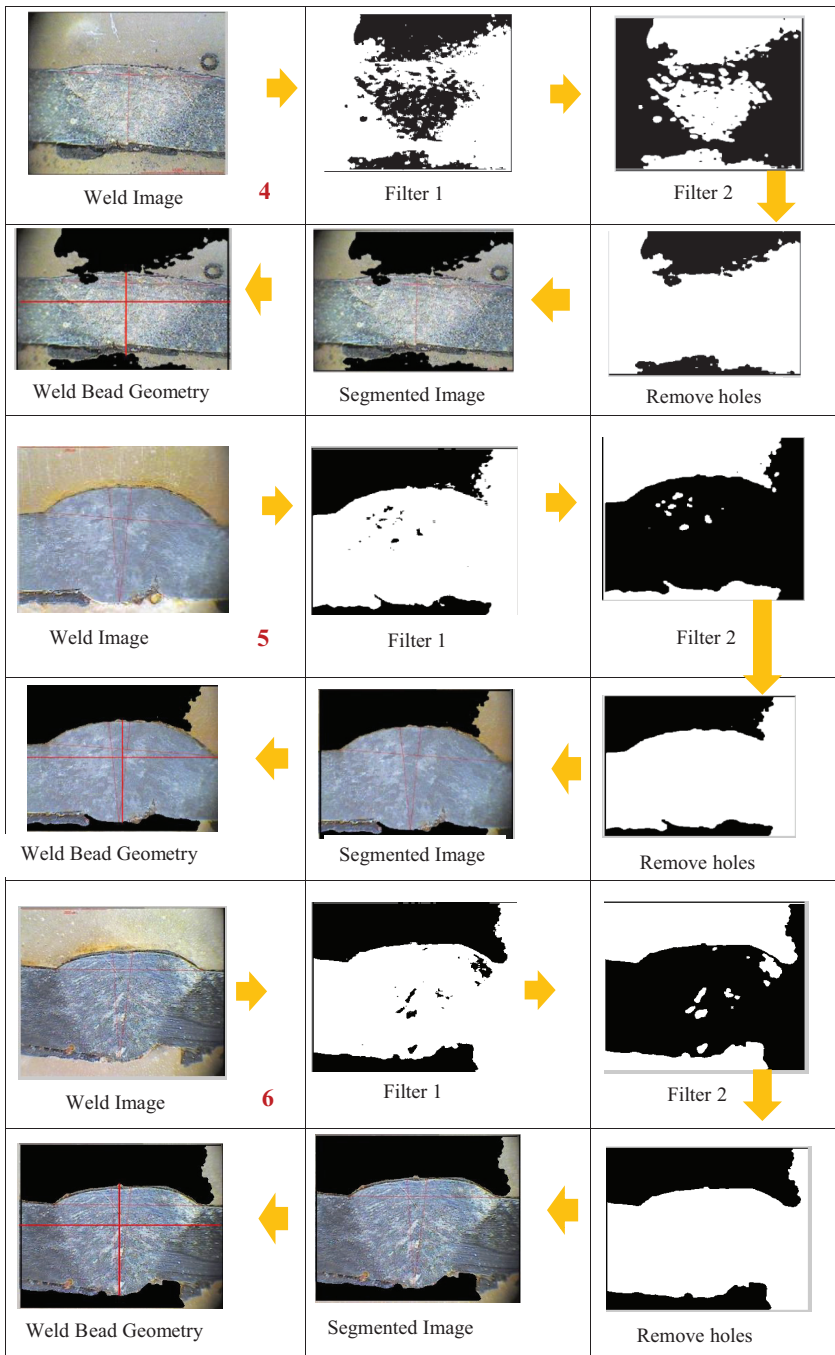 Weld Image 4 Filter 1 Filter 2
Weld Bead Geometry Segmented Image Remove holes
Weld Image 5 Filter 1 Filter 2
Weld Bead Geometry Segmented Image Remove holes
Weld Image 6 Filter 1 Filter 2
Weld Bead Geometry Segmented Image Remove holes